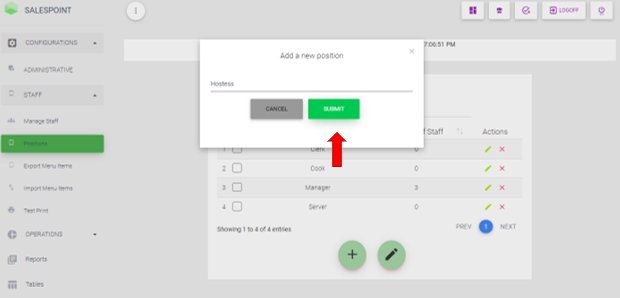 SALESPOINT
LOGOFF
CONFIGURATIONS
ADMINISTRATIVE
STAFF
Manage Staff
Positions
Export Menu Items
Import Menu Items
Test Print
OPERATIONS
Reports
Tables
7:06:51 PM
Add a new position
×
Hostess
CANCEL
SUBMIT
Staff Actions
1 Clerk 0
2 Cook 0
3 Manager 3
4 Server 0
Showing 1 to 4 of 4 entries
PREV 1 NEXT